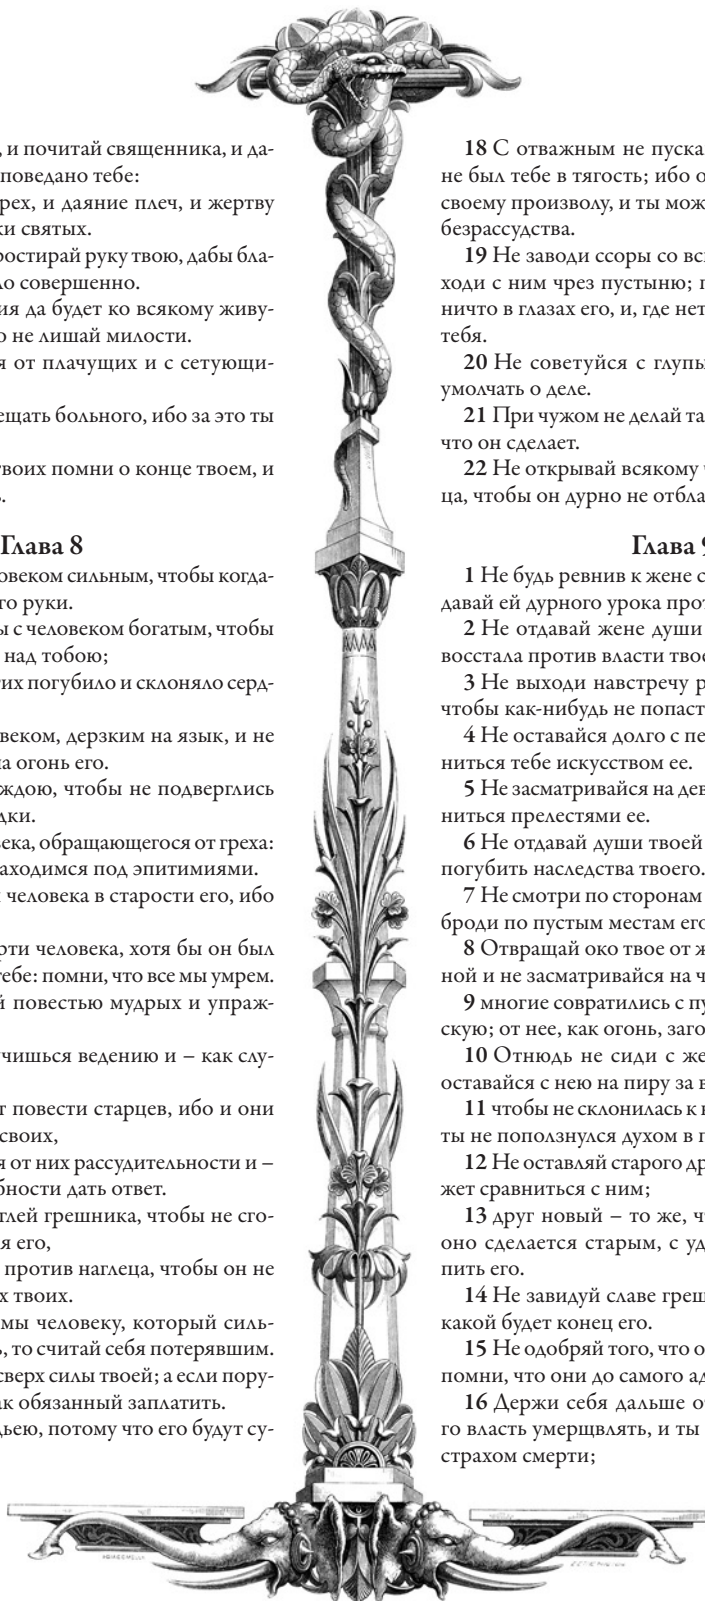 , и почитай священника, и да-
поведано тебе:
рех, и даяние плеч, и жертву
ки святых.
ростирай руку твою, дабы бла-
ло совершенно.
ия да будет ко всякому живу-
о не лишай милости.
я от плачущих и с сетующи-
ещать больного, ибо за это ты
твоих помни о конце твоем, и
ь.
Глава 8
овеком сильным, чтобы когда-
го руки.
ы с человеком богатым, чтобы
над тобою;
гих погубило и склоняло серд-
веком, дерзким на язык, и не
на огонь его.
ждою, чтобы не подверглись
дки.
века, обращающегося от греха:
аходимся под эпитимиями.
и человека в старости его, ибо
рти человека, хотя бы он был
тебе: помни, что все мы умрем.
й повестью мудрых и упраж-
учишься ведению и – как слу-
т повести старцев, ибо и они
своих,
я от них рассудительности и –
бности дать ответ.
глей грешника, чтобы не сго-
я его,
против наглеца, чтобы он не
х твоих.
мы человеку, который силь-
ь, то считай себя потерявшим.
сверх силы твоей; а если пору-
ак обязанный заплатить.
дьею, потому что его будут су-
18 С отважным не пуска
не был тебе в тягость; ибо о
своему произволу, и ты мож
безрассудства.
19 Не заводи ссоры со всп
ходи с ним чрез пустыню; п
ничто в глазах его, и, где нет
тебя.
20 Не советуйся с глупы
умолчать о деле.
21 При чужом не делай та
что он сделает.
22 Не открывай всякому ч
ца, чтобы он дурно не отбла
Глава 9
1 Не будь ревнив к жене с
давай ей дурного урока прот
2 Не отдавай жене души
восстала против власти твое
3 Не выходи навстречу р
чтобы как-нибудь не попаст
4 Не оставайся долго с пе
ниться тебе искусством ее.
5 Не засматривайся на дев
ниться прелестями ее.
6 Не отдавай души твоей
погубить наследства твоего.
7 Не смотри по сторонам
броди по пустым местам его
8 Отвращай око твое от ж
ной и не засматривайся на ч
9 многие совратились с пу
скую; от нее, как огонь, заго
10 Отнюдь не сиди с же
оставайся с нею на пиру за в
11 чтобы не склонилась к н
ты не поползнулся духом в п
12 Не оставляй старого др
жет сравниться с ним;
13 друг новый – то же, чт
оно сделается старым, с уд
пить его.
14 Не завидуй славе греш
какой будет конец его.
15 Не одобряй того, что о
помни, что они до самого ад
16 Держи себя дальше от
го власть умерщвлять, и ты
страхом смерти;